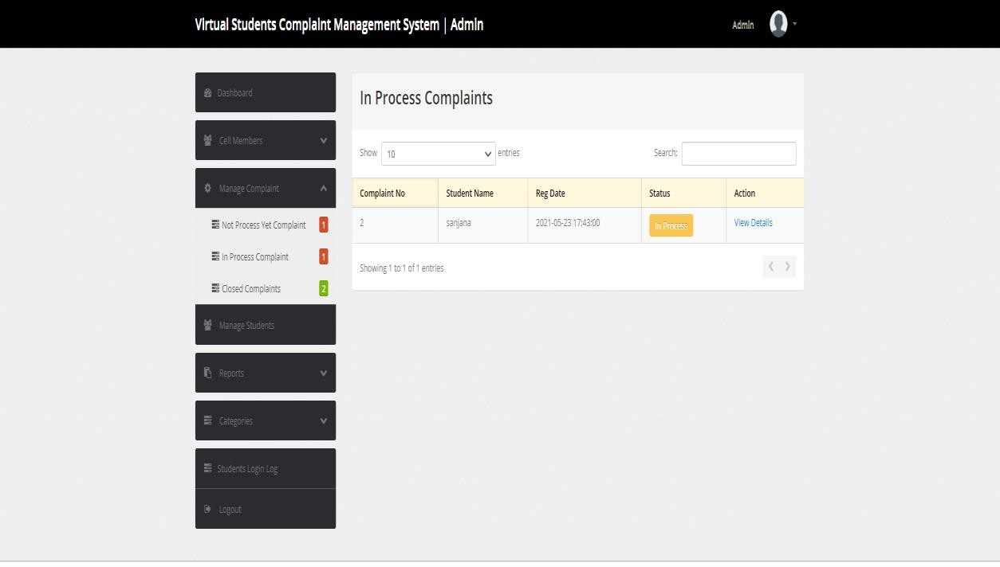 Virtual Students Complaint Management System | Admin
Admin
Dashboard
Cell Members
Manage Complaint
Not Process Yet Complaint 1
In Process Complaint 1
Closed Complaints 2
Manage Students
Reports
Categories
Students Login Log
Logout
In Process Complaints
Show 10 entries Search:
Complaint No Student Name Reg Date Status Action
2 sanjana 2021-05-23 17:43:00 In Process View Details
Showing 1 to 1 of 1 entries